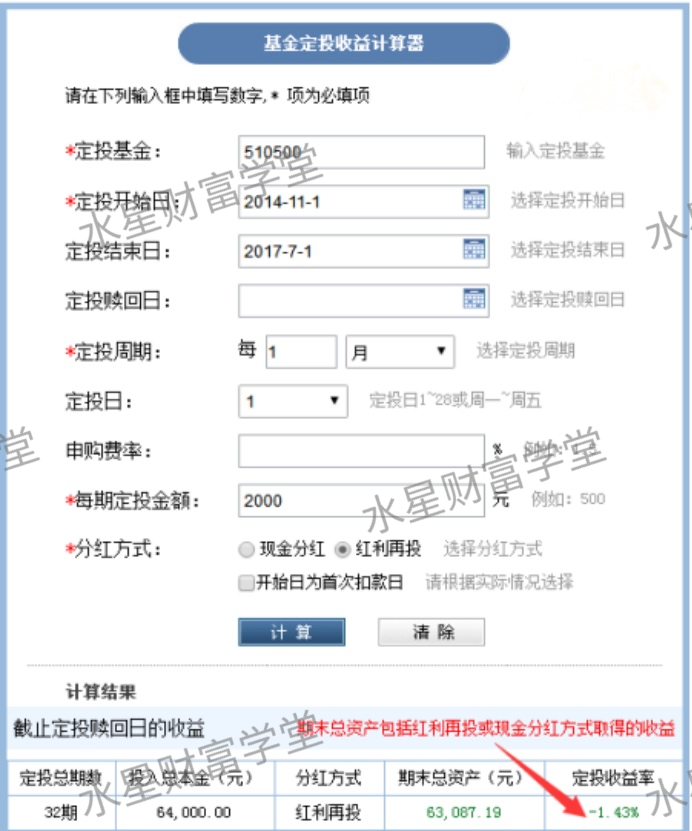 基金定投收益计算器
请在下列输入框中填写数字,* 项为必填项
*定投基金： 510500 输入定投基金
*定投开始日： 2014-11-1 选择定投开始日
定投结束日： 2017-7-1 选择定投结束日
定投赎回日： 选择定投赎回日
*定投周期： 每 1 月 选择定投周期
定投日： 1 定投日1~28或周一~周五
申购费率： % 例如：1.5
*每期定投金额： 2000 元 例如：500
*分红方式： 现金分红 红利再投 选择分红方式
开始日为首次扣款日 请根据实际情况选择
计算 清除
计算结果
截止定投赎回日的收益 期末总资产包括红利再投或现金分红方式取得的收益
定投总期数 投入总本金（元） 分红方式 期末总资产（元） 定投收益率
32期 64,000.00 红利再投 63,087.19 -1.43%
水星财富学堂
水星财富学堂
水星财富学堂
水
堂
水